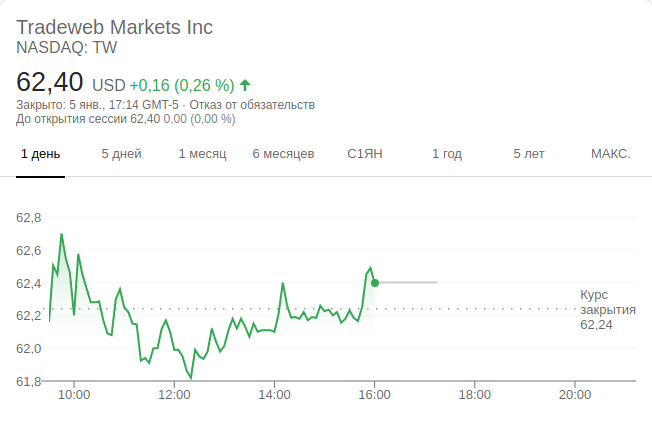 Tradeweb Markets Inc
NASDAQ: TW
62,40 USD +0,16 (0,26 %)
Закрыто: 5 янв., 17:14 GMT-5 · Отказ от обязательств
До открытия сессии 62,40 0,00 (0,00 %)
1 день 5 дней 1 месяц 6 месяцев С1ЯН 1 год 5 лет МАКС.
62,8
62,6
62,4
62,2
62,0
61,8
Курс
закрытия
62,24
10:00 12:00 14:00 16:00 18:00 20:00